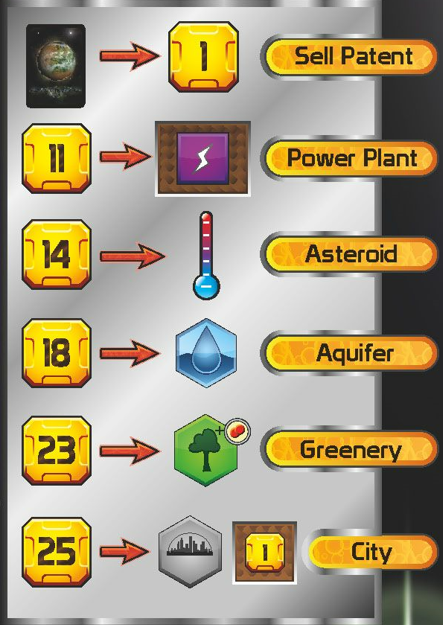 1 Sell Patent
11 Power Plant
14 Asteroid
18 Aquifer
23 + Greenery
25 1 City